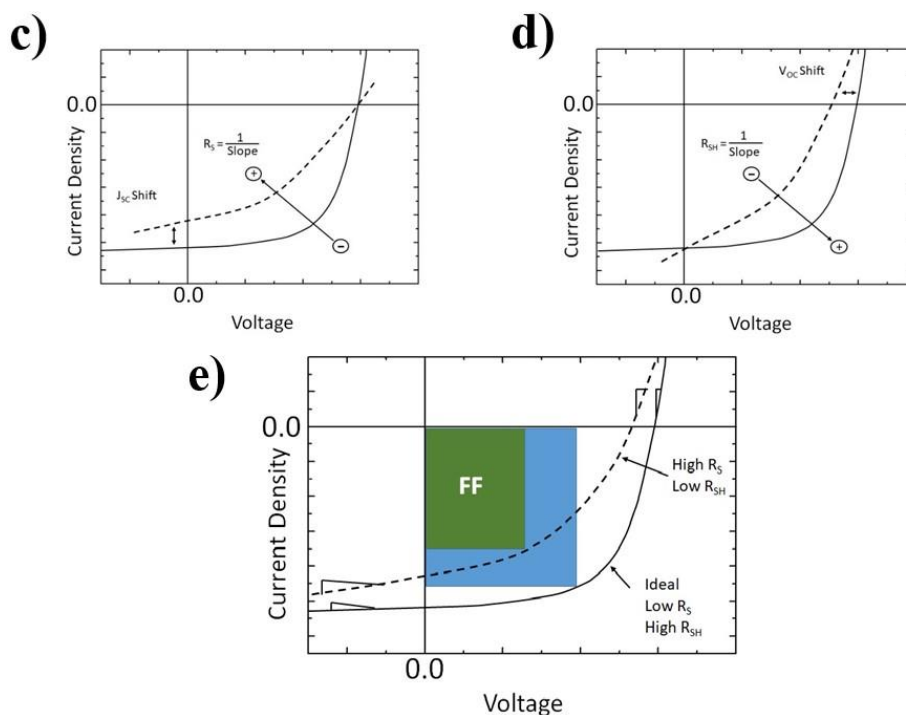 c)
0.0
Current Density
R_S = 1/Slope
+
J_SC Shift
−
0.0
Voltage
d)
V_OC Shift
0.0
Current Density
R_SH = 1/Slope
−
+
0.0
Voltage
e)
0.0
Current Density
FF
High R_S
Low R_SH
Ideal
Low R_S
High R_SH
0.0
Voltage